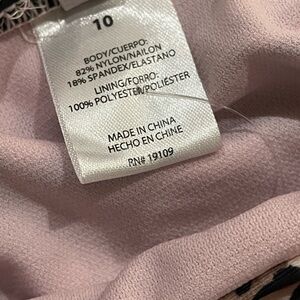 10
BODY/CUERPO:
82% NYLON/NAILON
18% SPANDEX/ELASTANO
LINING/FORRO:
100% POLYESTER/POLIÉSTER
MADE IN CHINA
HECHO EN CHINE
RN# 19109